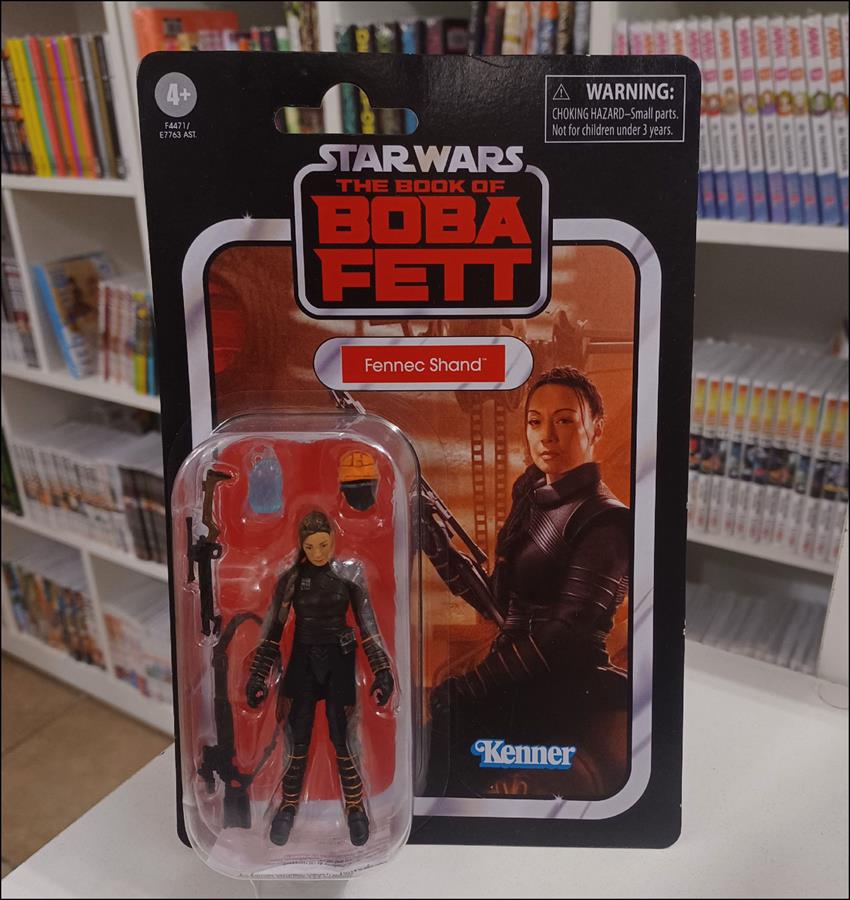 4+
F4471/
E7763 AST.
WARNING:
CHOKING HAZARD—Small parts.
Not for children under 3 years.
STAR WARS
THE BOOK OF
BOBA
FETT
Fennec Shand™
Kenner